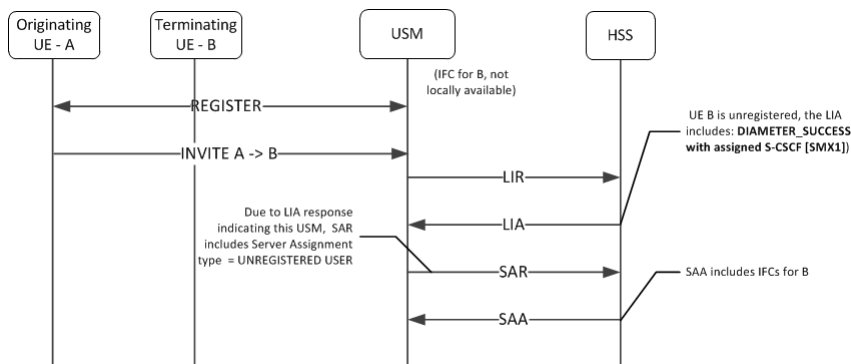 Originating
UE - A
Terminating
UE - B
USM
HSS
(IFC for B, not
locally available)
REGISTER
UE B is unregistered, the LIA
includes: DIAMETER_SUCCESS
with assigned S-CSCF [SMX1])
INVITE A -> B
LIR
Due to LIA response
indicating this USM, SAR
includes Server Assignment
type = UNREGISTERED USER
LIA
SAR
SAA includes IFCs for B
SAA